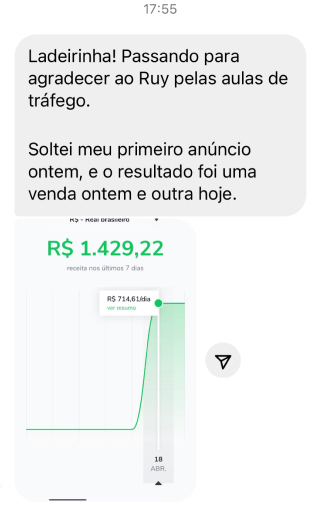 17:55
Ladeirinha! Passando para
agradecer ao Ruy pelas aulas de
tráfego.
Soltei meu primeiro anúncio
ontem, e o resultado foi uma
venda ontem e outra hoje.
R$ - Real brasileiro
R$ 1.429,22
receita nos últimos 7 dias
R$ 714,61/dia
ver resumo
18
ABR.